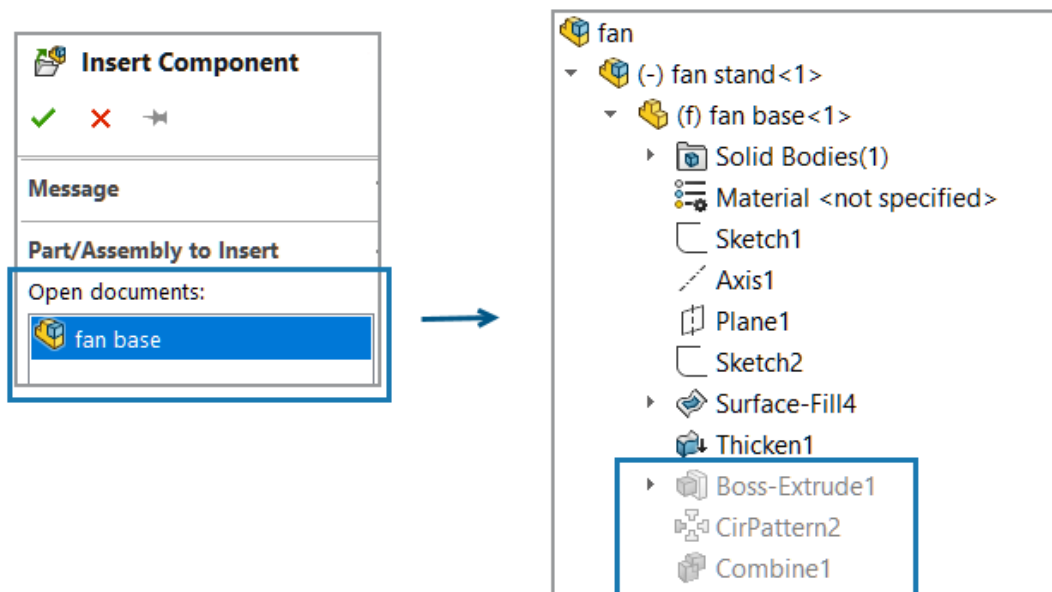 Insert Component
Message
Part/Assembly to Insert
Open documents:
fan base
fan
(-) fan stand<1>
(f) fan base<1>
Solid Bodies(1)
Material <not specified>
Sketch1
Axis1
Plane1
Sketch2
Surface-Fill4
Thicken1
Boss-Extrude1
CirPattern2
Combine1